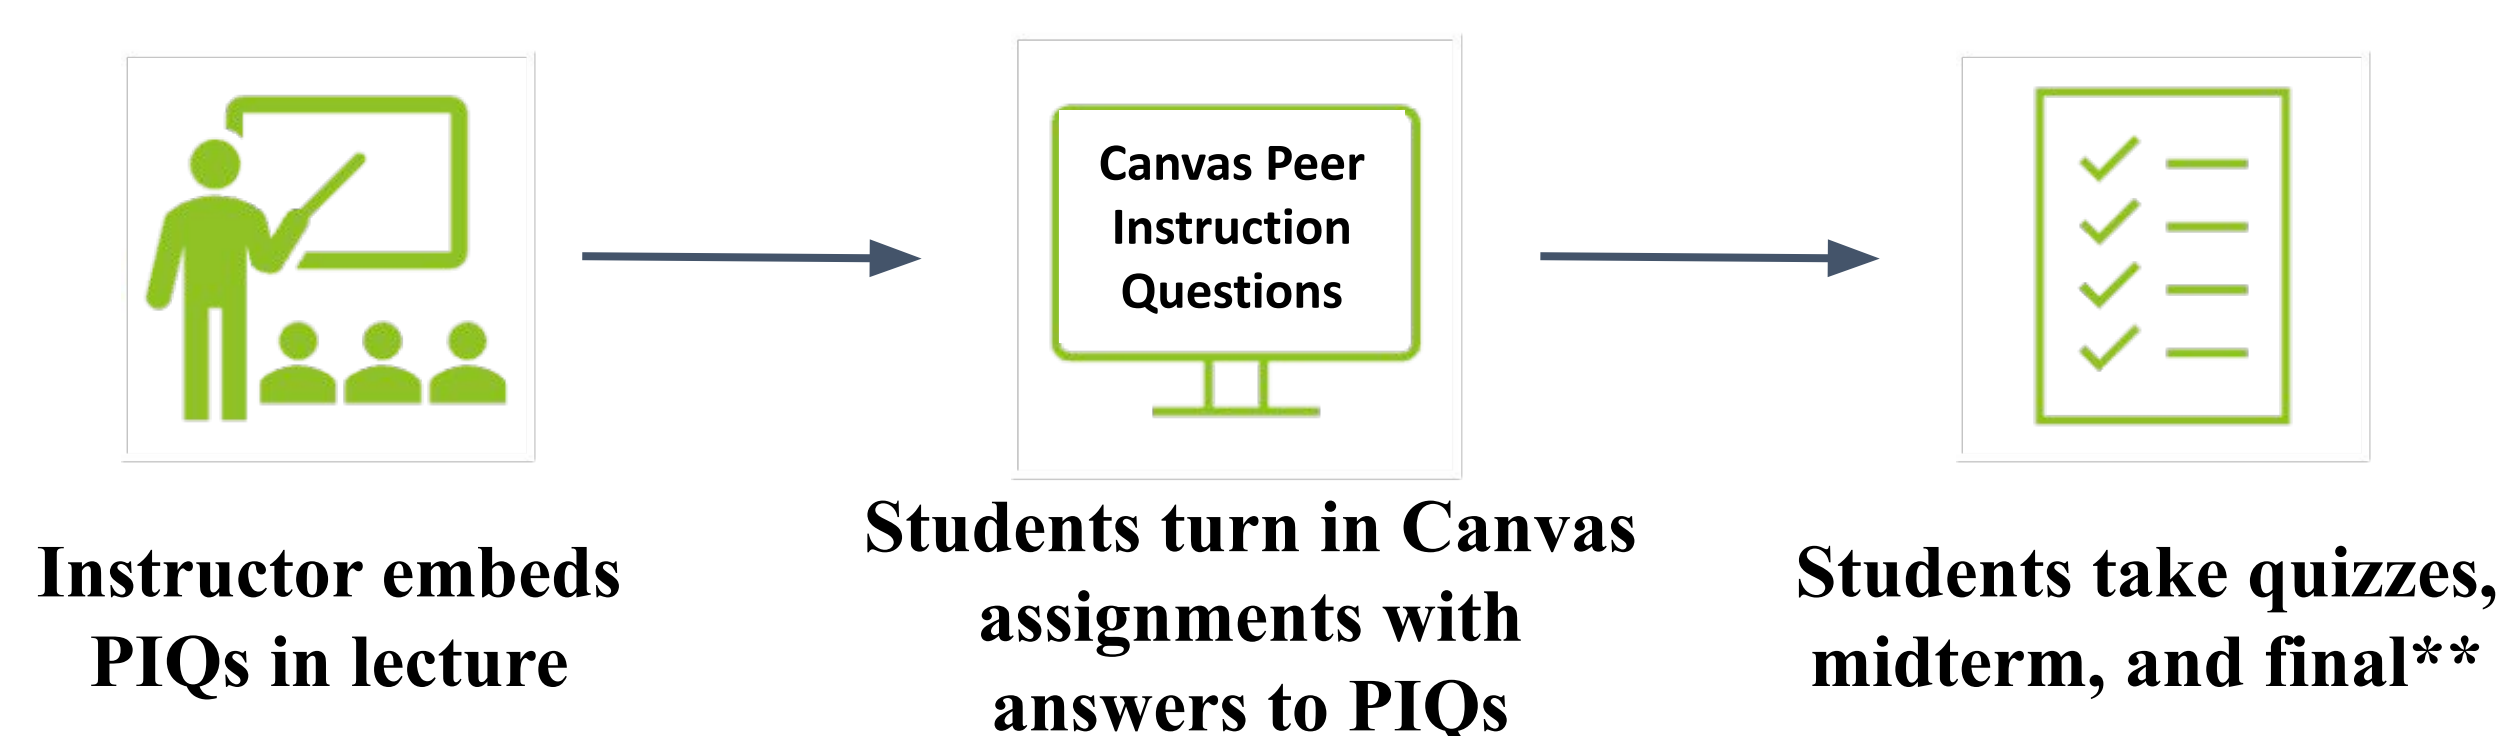 Canvas Peer
Instruction
Questions
Instructor embeds
PIQs in lecture
Students turn in Canvas
assignments with
answers to PIQs
Students take quizzes,
midterm, and final**